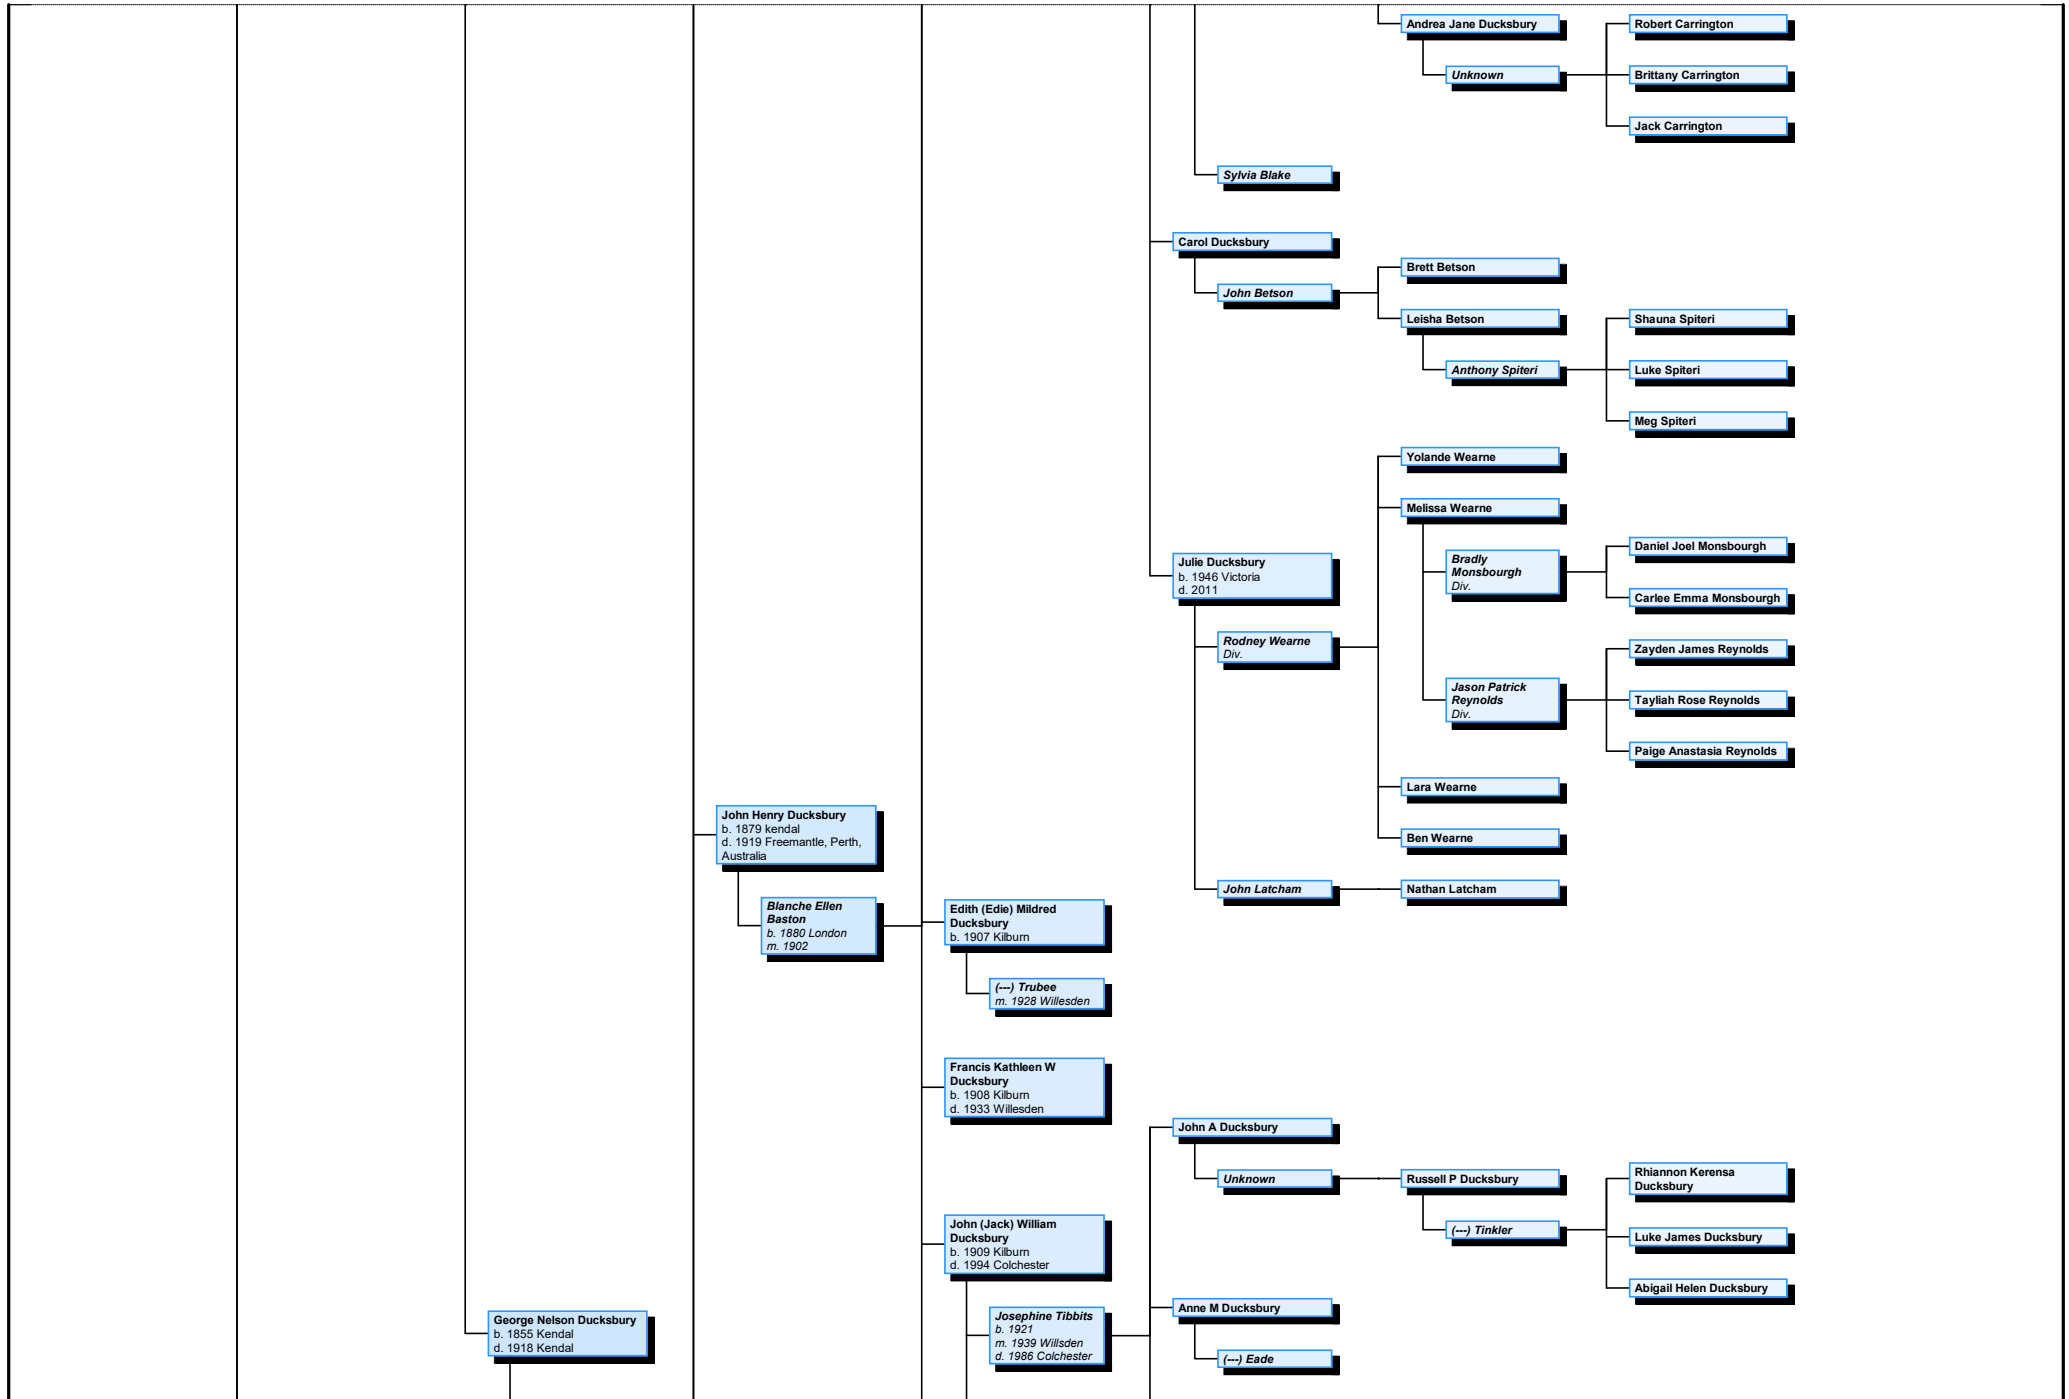 Andrea Jane Ducksbury
Robert Carrington
Unknown
Brittany Carrington
Jack Carrington
Sylvia Blake
Carol Ducksbury
Brett Betson
John Betson
Leisha Betson
Shauna Spiteri
Anthony Spiteri
Luke Spiteri
Meg Spiteri
Yolande Wearne
Melissa Wearne
Julie Ducksbury
b. 1946 Victoria
d. 2011
Bradly
Monsbourgh
Div.
Daniel Joel Monsbourgh
Carlee Emma Monsbourgh
Rodney Wearne
Div.
Zayden James Reynolds
Jason Patrick
Reynolds
Div.
Tayliah Rose Reynolds
Paige Anastasia Reynolds
Lara Wearne
John Henry Ducksbury
b. 1879 kendal
d. 1919 Freemantle, Perth,
Australia
Ben Wearne
John Latcham
Nathan Latcham
Blanche Ellen
Baston
b. 1880 London
m. 1902
Edith (Edie) Mildred
Ducksbury
b. 1907 Kilburn
(---) Trubee
m. 1928 Willesden
Francis Kathleen W
Ducksbury
b. 1908 Kilburn
d. 1933 Willesden
John A Ducksbury
Unknown
Russell P Ducksbury
Rhiannon Kerensa
Ducksbury
John (Jack) William
Ducksbury
b. 1909 Kilburn
d. 1994 Colchester
(---) Tinkler
Luke James Ducksbury
Abigail Helen Ducksbury
George Nelson Ducksbury
b. 1855 Kendal
d. 1918 Kendal
Josephine Tibbits
b. 1921
m. 1939 Willsden
d. 1986 Colchester
Anne M Ducksbury
(---) Eade